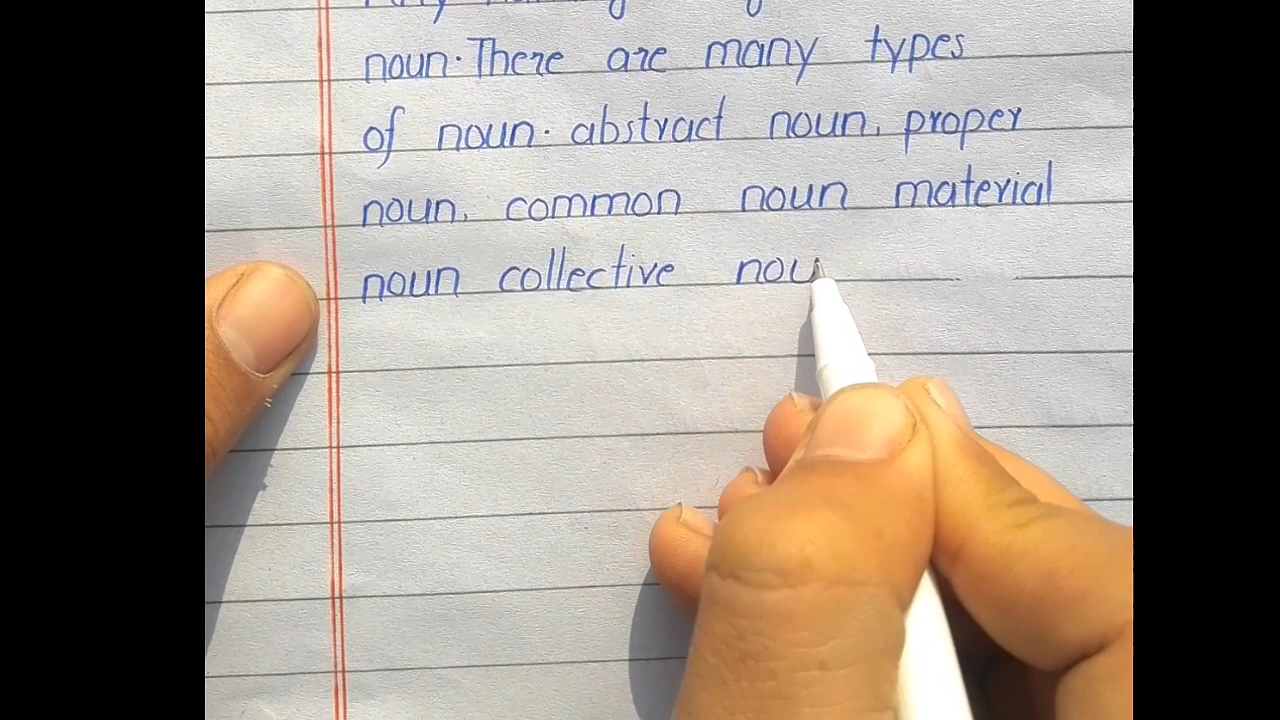 noun. There are many types
of noun. abstract noun, proper
noun, common noun material
noun collective nou